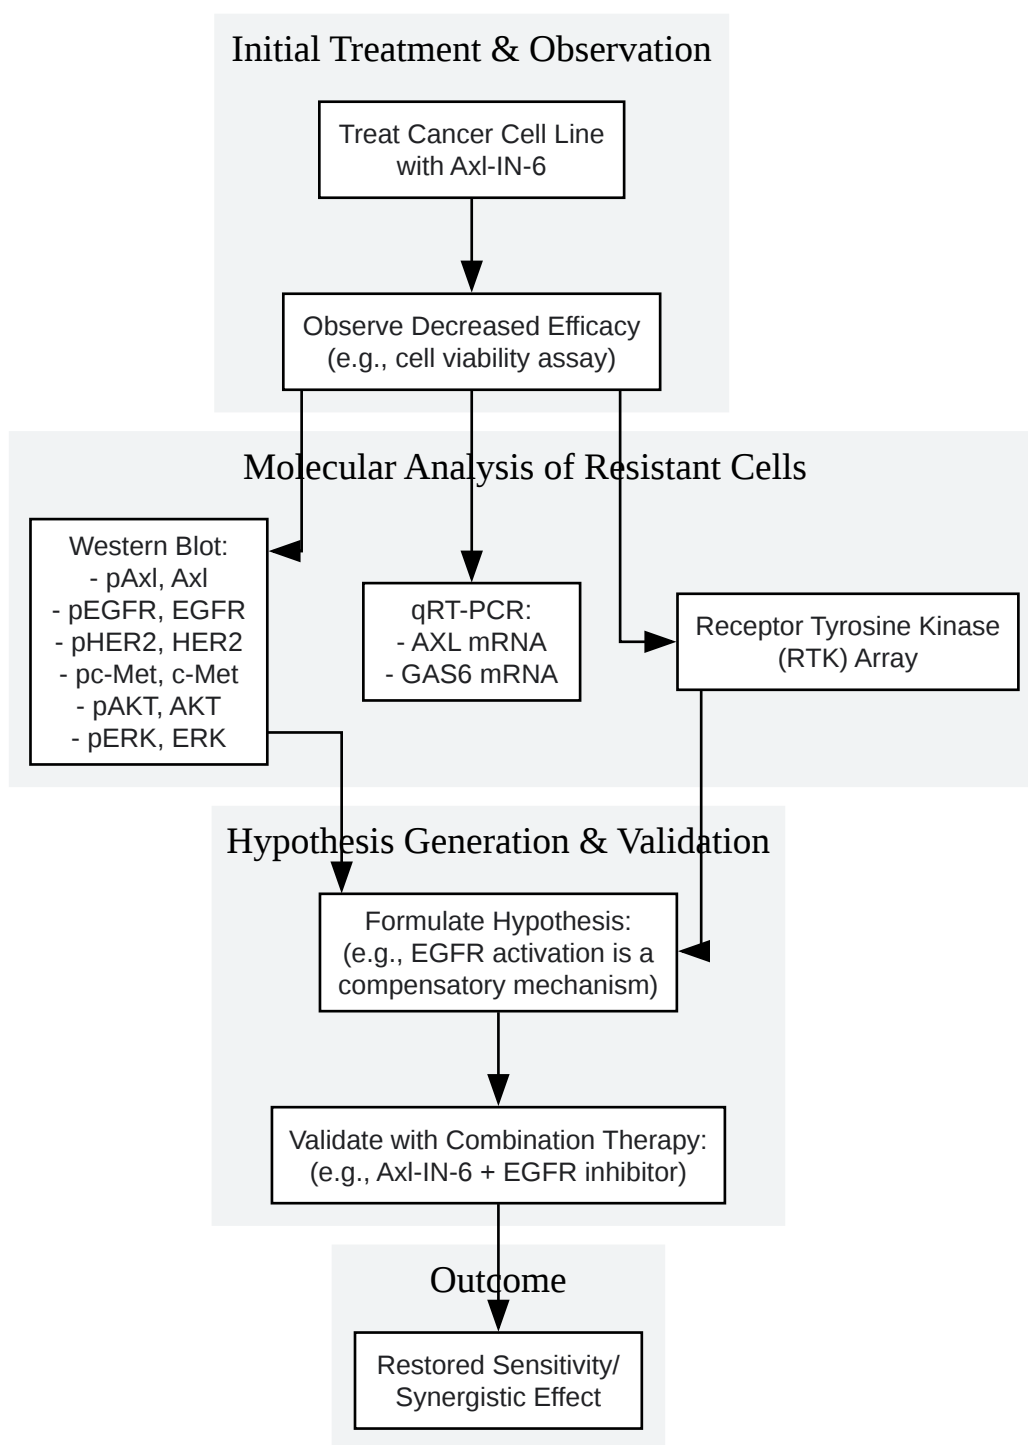 Initial Treatment & Observation
Treat Cancer Cell Line
with Axl-IN-6
Observe Decreased Efficacy
(e.g., cell viability assay)
Molecular Analysis of Resistant Cells
Western Blot:
- pAxl, Axl
- pEGFR, EGFR
- pHER2, HER2
- pc-Met, c-Met
- pAKT, AKT
- pERK, ERK
qRT-PCR:
- AXL mRNA
- GAS6 mRNA
Receptor Tyrosine Kinase
(RTK) Array
Hypothesis Generation & Validation
Formulate Hypothesis:
(e.g., EGFR activation is a
compensatory mechanism)
Validate with Combination Therapy:
(e.g., Axl-IN-6 + EGFR inhibitor)
Outcome
Restored Sensitivity/
Synergistic Effect